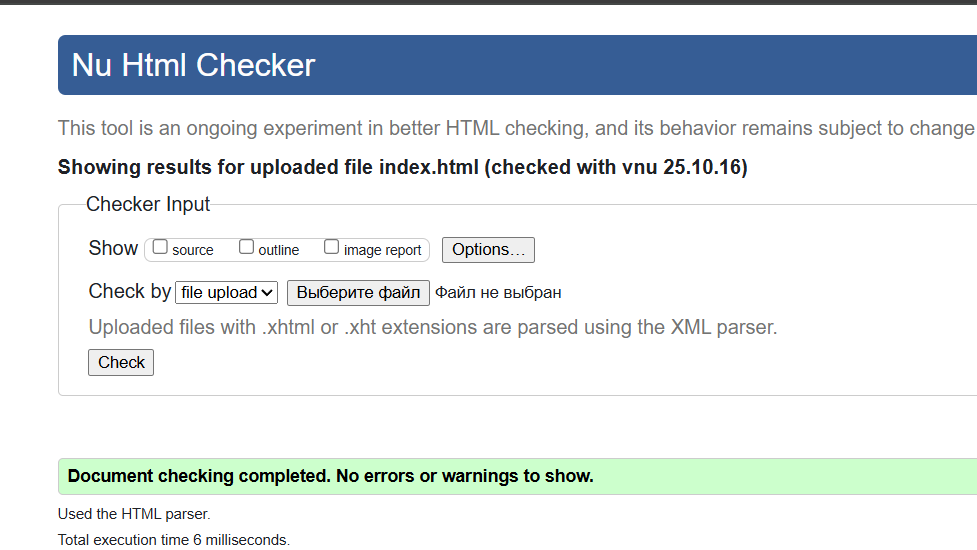 Nu Html Checker
This tool is an ongoing experiment in better HTML checking, and its behavior remains subject to change
Showing results for uploaded file index.html (checked with vnu 25.10.16)
Checker Input
Show source outline image report Options...
Check by file upload Выберите файл Файл не выбран
Uploaded files with .xhtml or .xht extensions are parsed using the XML parser.
Check
Document checking completed. No errors or warnings to show.
Used the HTML parser.
Total execution time 6 milliseconds.